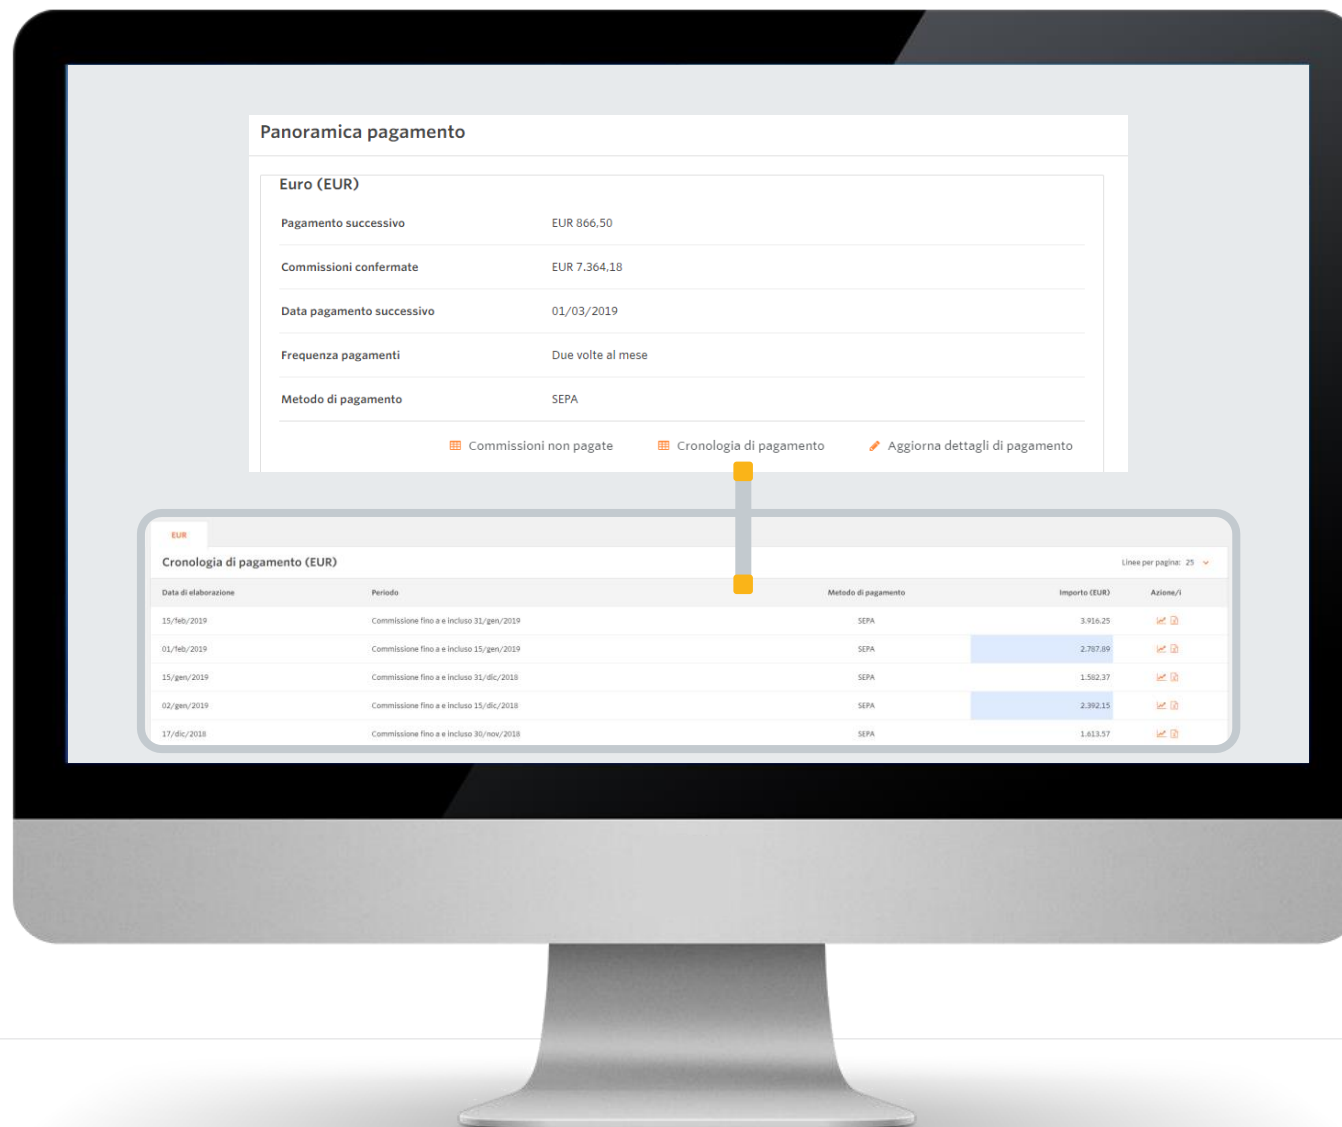 Panoramica pagamento
Euro (EUR)
Pagamento successivo EUR 866,50
Commissioni confermate EUR 7.364,18
Data pagamento successivo 01/03/2019
Frequenza pagamenti Due volte al mese
Metodo di pagamento SEPA
Commissioni non pagate Cronologia di pagamento Aggiorna dettagli di pagamento
EUR
Cronologia di pagamento (EUR) Linee per pagina: 25
Data di elaborazione Periodo Metodo di pagamento Importo (EUR) Azione/i
15/feb/2019 Commissione fino a e incluso 31/gen/2019 SEPA 3.916.25
01/feb/2019 Commissione fino a e incluso 15/gen/2019 SEPA 2.787.89
15/gen/2019 Commissione fino a e incluso 31/dic/2018 SEPA 1.582.37
02/gen/2019 Commissione fino a e incluso 15/dic/2018 SEPA 2.392.15
17/dic/2018 Commissione fino a e incluso 30/nov/2018 SEPA 1.613.57